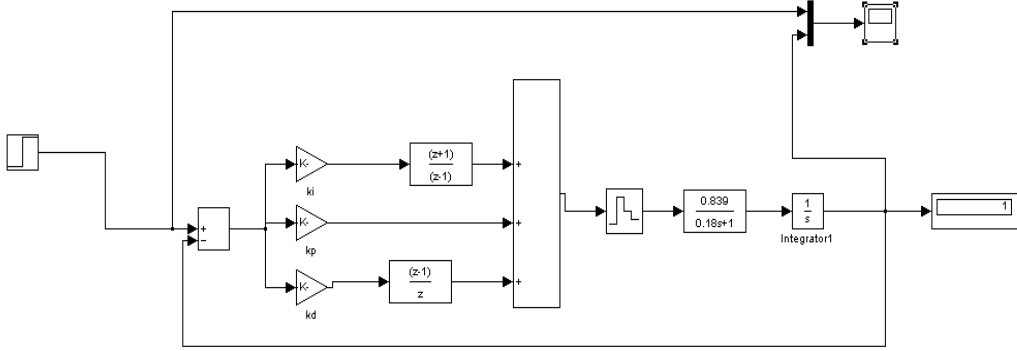 +
−
K-
ki
(z+1)
(z-1)
K-
kp
K-
kd
(z-1)
z
+
+
+
0.839
0.18s+1
1
s
Integrator1
1